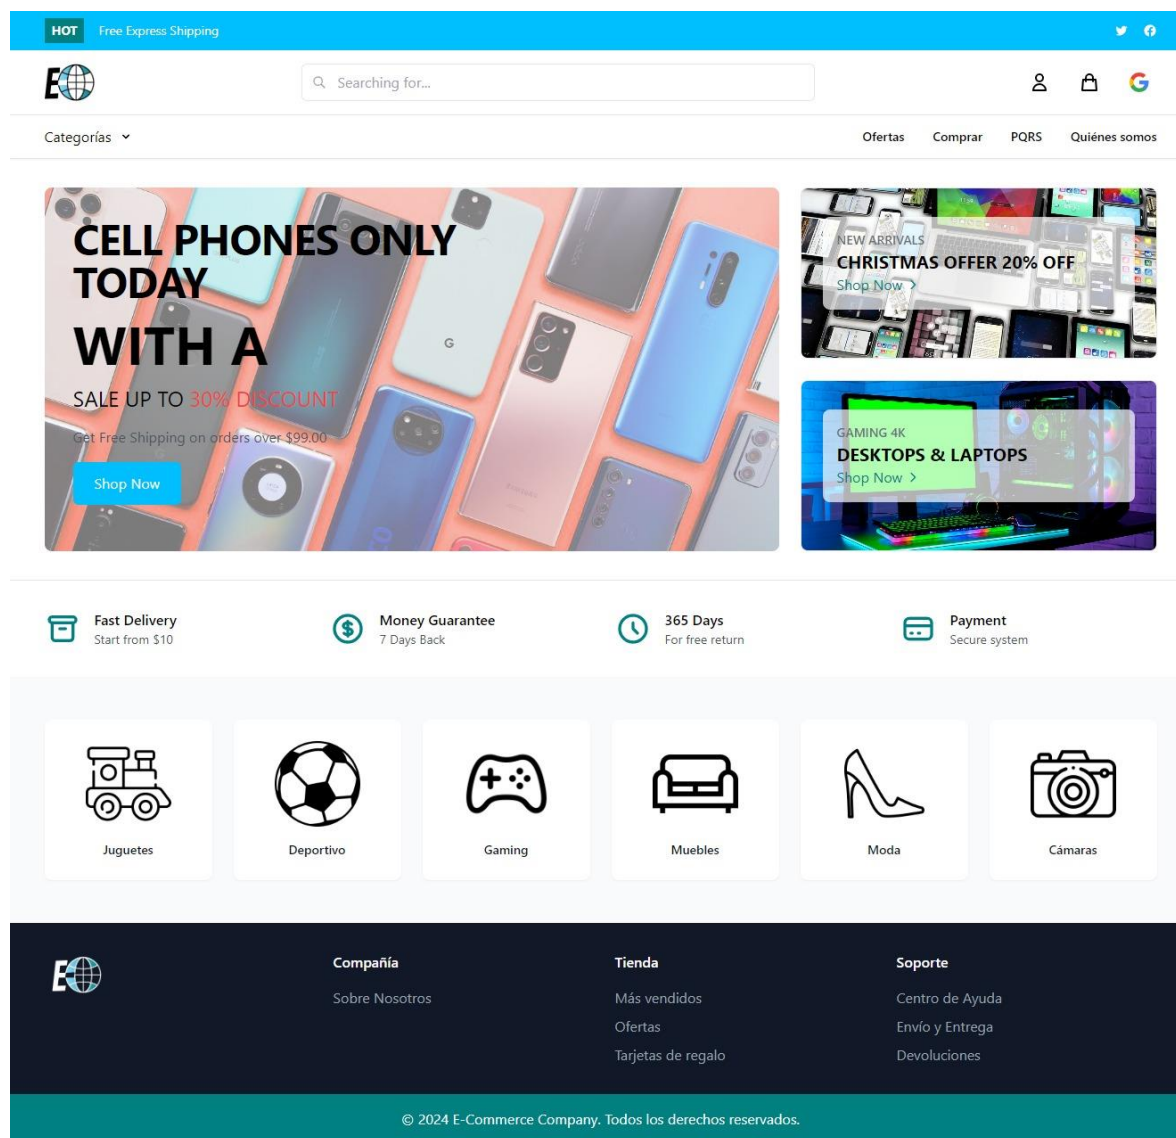 HOT Free Express Shipping
E
Searching for...
Categorías
Ofertas Comprar PQRS Quiénes somos
CELL PHONES ONLY
TODAY
WITH A
SALE UP TO 30% DISCOUNT
Get Free Shipping on orders over $99.00
Shop Now
NEW ARRIVALS
CHRISTMAS OFFER 20% OFF
Shop Now
GAMING 4K
DESKTOPS & LAPTOPS
Shop Now
Fast Delivery
Start from $10
Money Guarantee
7 Days Back
365 Days
For free return
Payment
Secure system
Juguetes
Deportivo
Gaming
Muebles
Moda
Cámaras
E
Compañía
Sobre Nosotros
Tienda
Más vendidos
Ofertas
Tarjetas de regalo
Soporte
Centro de Ayuda
Envío y Entrega
Devoluciones
© 2024 E-Commerce Company. Todos los derechos reservados.